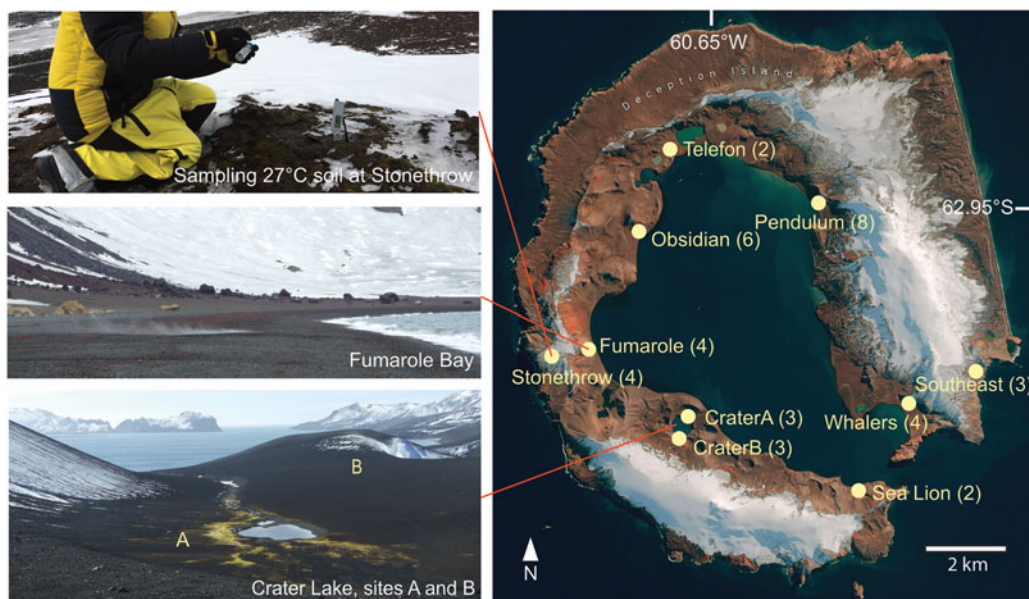 Sampling 27°C soil at Stonethrow
Fumarole Bay
A
B
Crater Lake, sites A and B
60.65°W
Deception Island
Telefon (2)
62.95°S
Pendulum (8)
Obsidian (6)
Fumarole (4)
Stonethrow (4)
Southeast (3)
CraterA (3)
Whalers (4)
CraterB (3)
Sea Lion (2)
N
2 km